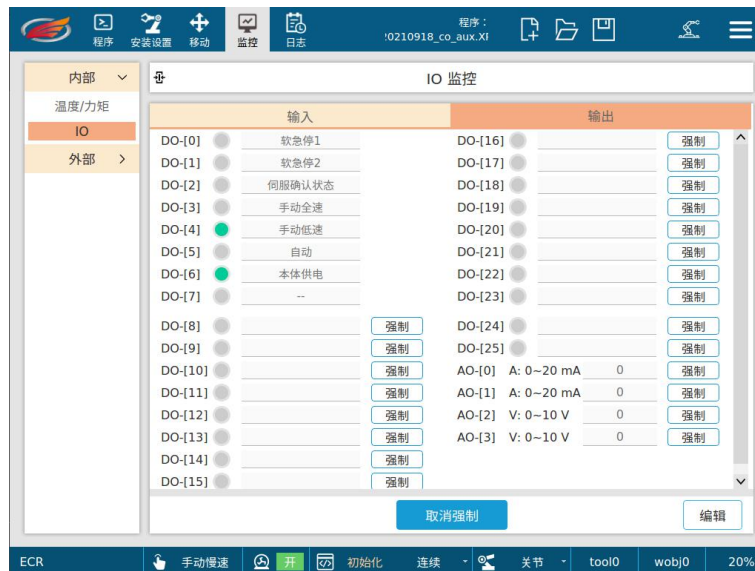 程序 安装设置 移动 监控 日志
程序：
!0210918_co_aux.XF
内部
温度/力矩
IO
外部
IO 监控
输入 输出
DO-[0] 软急停1 DO-[16] 强制
DO-[1] 软急停2 DO-[17] 强制
DO-[2] 伺服确认状态 DO-[18] 强制
DO-[3] 手动全速 DO-[19] 强制
DO-[4] 手动低速 DO-[20] 强制
DO-[5] 自动 DO-[21] 强制
DO-[6] 本体供电 DO-[22] 强制
DO-[7] -- DO-[23] 强制
DO-[8] 强制 DO-[24] 强制
DO-[9] 强制 DO-[25] 强制
DO-[10] 强制 AO-[0] A: 0~20 mA 0 强制
DO-[11] 强制 AO-[1] A: 0~20 mA 0 强制
DO-[12] 强制 AO-[2] V: 0~10 V 0 强制
DO-[13] 强制 AO-[3] V: 0~10 V 0 强制
DO-[14] 强制
DO-[15] 强制
取消强制 编辑
ECR 手动慢速 开 初始化 连续 关节 tool0 wobj0 20%